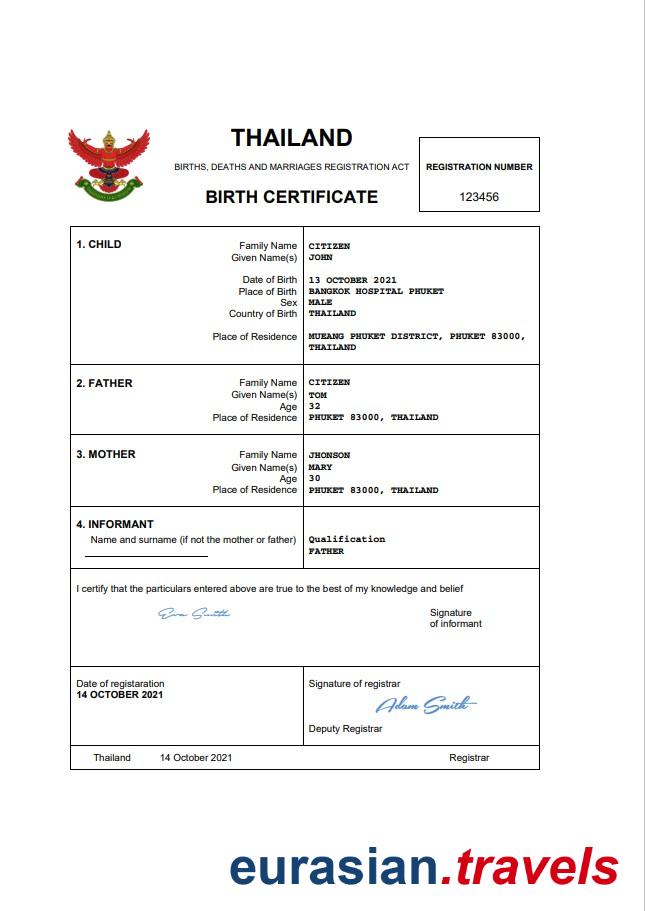 THAILAND
BIRTHS, DEATHS AND MARRIAGES REGISTRATION ACT
BIRTH CERTIFICATE
REGISTRATION NUMBER
123456
1. CHILD
Family Name CITIZEN
Given Name(s) JOHN
Date of Birth 13 OCTOBER 2021
Place of Birth BANGKOK HOSPITAL PHUKET
Sex MALE
Country of Birth THAILAND
Place of Residence MUEANG PHUKET DISTRICT, PHUKET 83000,
THAILAND
2. FATHER
Family Name CITIZEN
Given Name(s) TOM
Age 32
Place of Residence PHUKET 83000, THAILAND
3. MOTHER
Family Name JHONSON
Given Name(s) MARY
Age 30
Place of Residence PHUKET 83000, THAILAND
4. INFORMANT
Name and surname (if not the mother or father) Qualification
FATHER
I certify that the particulars entered above are true to the best of my knowledge and belief
Eva Smith
Signature
of informant
Date of registaration
14 OCTOBER 2021
Signature of registrar
Adam Smith
Deputy Registrar
Thailand 14 October 2021 Registrar
eurasian.travels